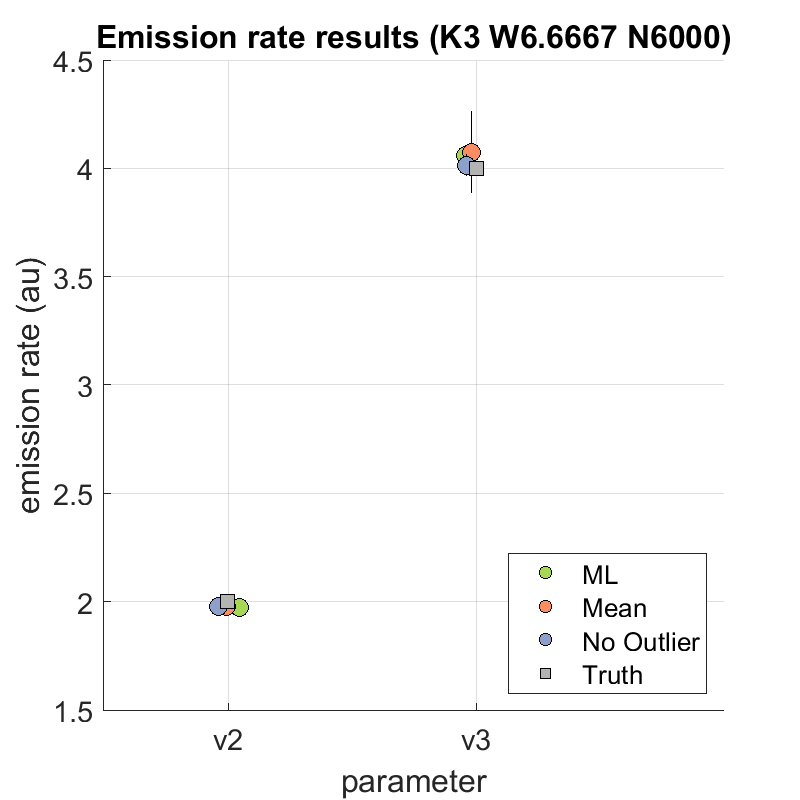 Emission rate results (K3 W6.6667 N6000)
4.5
4
3.5
3
2.5
2
1.5
emission rate (au)
v2
v3
parameter
ML
Mean
No Outlier
Truth